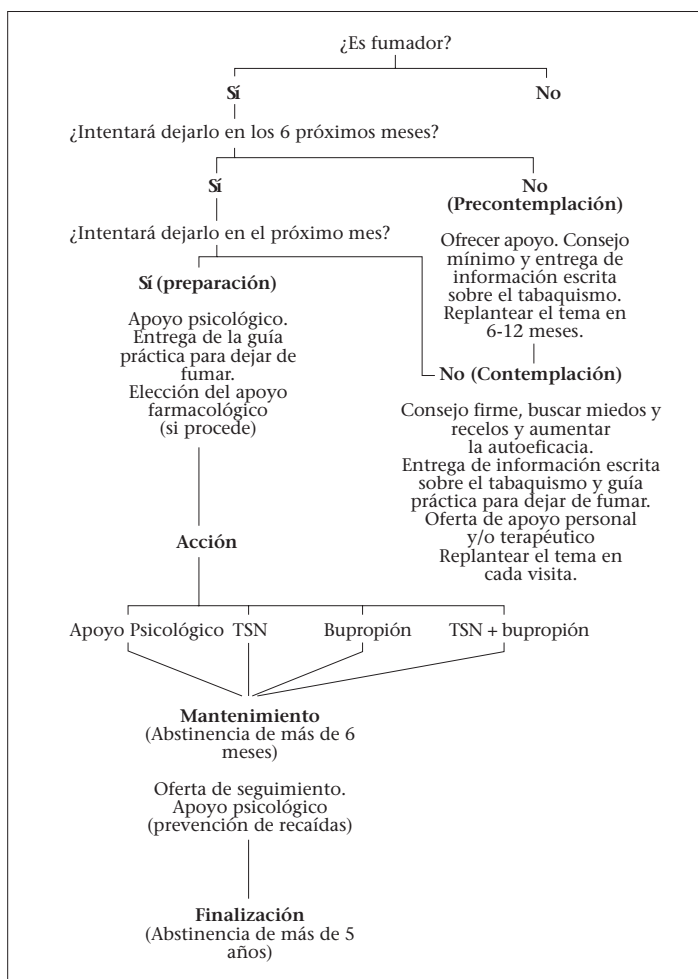 ¿Es fumador?
Sí
No
¿Intentará dejarlo en los 6 próximos meses?
Sí
No
(Precontemplación)
¿Intentará dejarlo en el próximo mes?
Ofrecer apoyo. Consejo
mínimo y entrega de
información escrita
sobre el tabaquismo.
Replantear el tema en
6-12 meses.
Sí (preparación)
Apoyo psicológico.
Entrega de la guía
práctica para dejar de
fumar.
Elección del apoyo
farmacológico
(si procede)
No (Contemplación)
Consejo firme, buscar miedos y
recelos y aumentar
la autoeficacia.
Entrega de información escrita
sobre el tabaquismo y guía
práctica para dejar de fumar.
Oferta de apoyo personal
y/o terapéutico
Replantear el tema en
cada visita.
Acción
Apoyo Psicológico TSN Bupropión TSN + bupropión
Mantenimiento
(Abstinencia de más de 6
meses)
Oferta de seguimiento.
Apoyo psicológico
(prevención de recaídas)
Finalización
(Abstinencia de más de 5
años)